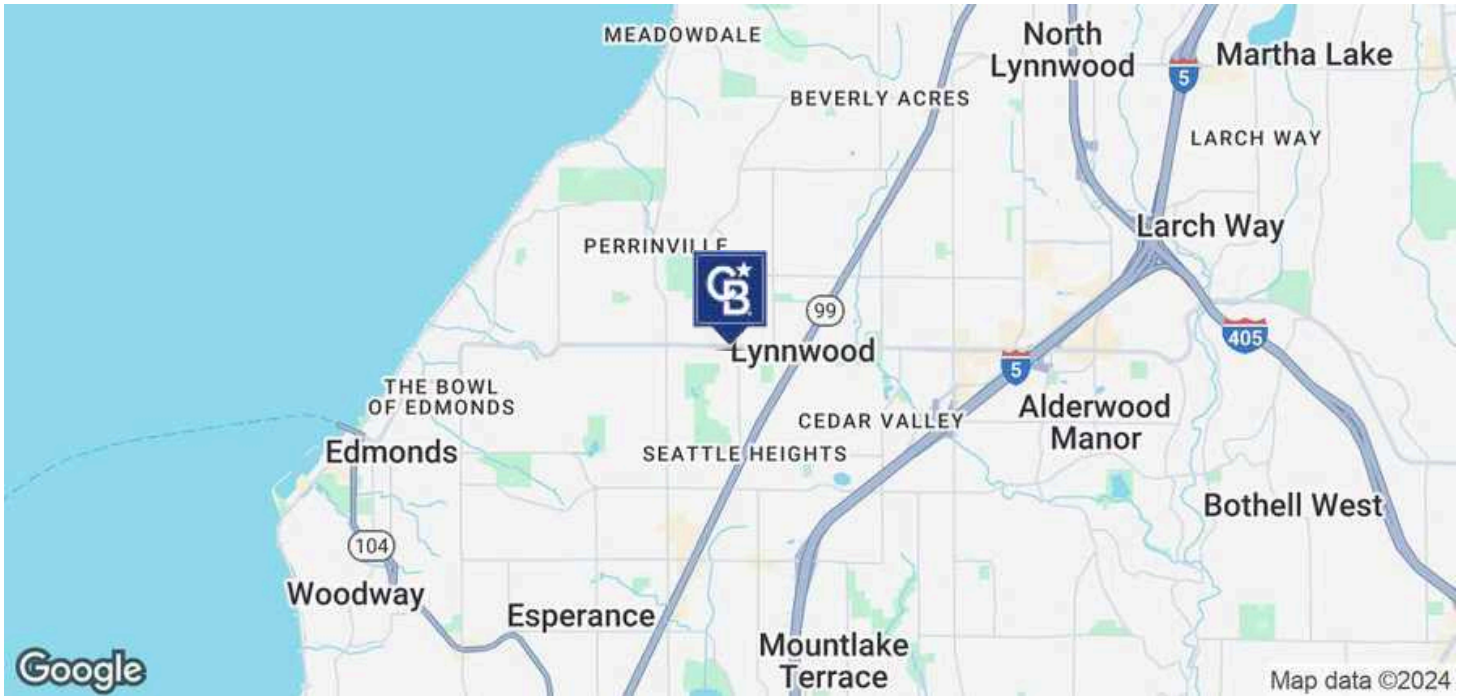 MEADOWDALE
North
Lynnwood
5
Martha Lake
BEVERLY ACRES
LARCH WAY
Larch Way
PERRINVILLE
CB
99
Lynnwood
405
5
THE BOWL
OF EDMONDS
Alderwood
Manor
CEDAR VALLEY
Edmonds
SEATTLE HEIGHTS
Bothell West
104
Woodway
Esperance
Mountlake
Terrace
Google
Map data ©2024